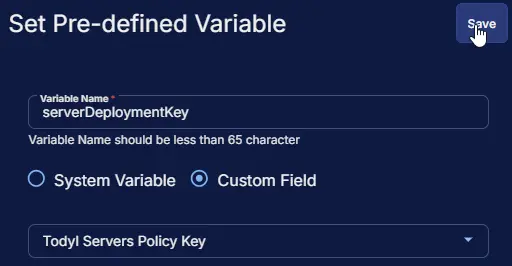 Set Pre-defined Variable
Save
Variable Name *
serverDeploymentKey
Variable Name should be less than 65 character
System Variable
Custom Field
Todyl Servers Policy Key